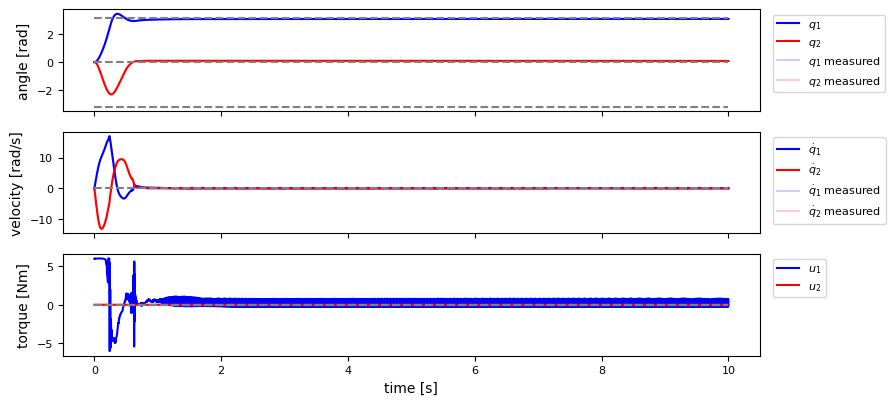 angle [rad]
2
0
−2
q1
q2
q1 measured
q2 measured
velocity [rad/s]
10
0
−10
q̇1
q̇2
q̇1 measured
q̇2 measured
torque [Nm]
5
0
−5
u1
u2
0 2 4 6 8 10
time [s]